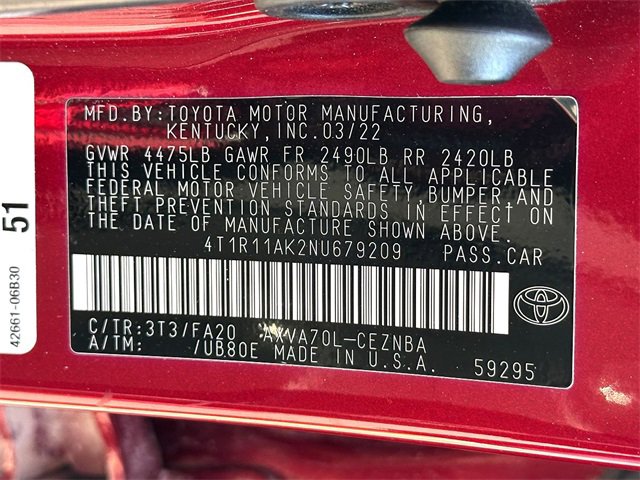 MFD.BY:TOYOTA MOTOR MANUFACTURING,
KENTUCKY,INC.03/22
GVWR 4475LB GAWR FR 2490LB RR 2420LB
THIS VEHICLE CONFORMS TO ALL APPLICABLE
FEDERAL MOTOR VEHICLE SAFETY,BUMPER,AND
THEFT PREVENTION STANDARDS IN EFFECT ON
THE DATE OF MANUFACTURE SHOWN ABOVE.
4T1R11AK2NU679209 PASS.CAR
C/TR:3T3/FA20 AXVA70L-CEZNBA
A/TM: /UB80E MADE IN U.S.A. 59295
51
42661-06B30